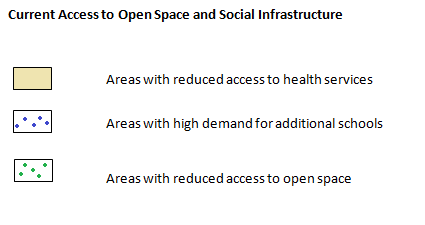 Current Access to Open Space and Social Infrastructure
Areas with reduced access to health services
Areas with high demand for additional schools
Areas with reduced access to open space